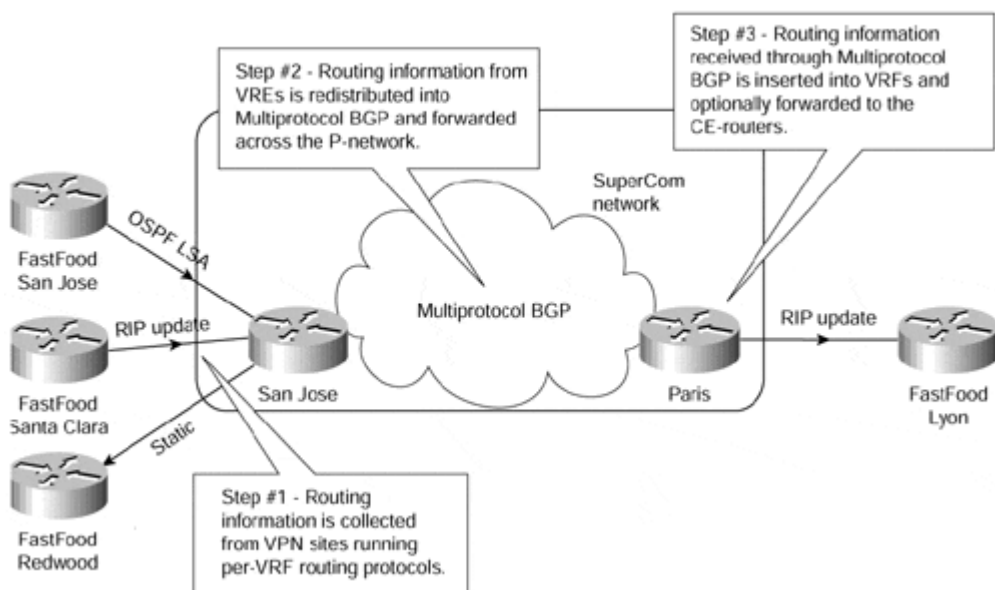 Step #2 - Routing information from
VREs is redistributed into
Multiprotocol BGP and forwarded
across the P-network.
Step #3 - Routing information
received through Multiprotocol
BGP is inserted into VRFs and
optionally forwarded to the
CE-routers.
SuperCom
network
OSPF LSA
FastFood
San Jose
Multiprotocol BGP
RIP update
RIP update
FastFood
Santa Clara
San Jose
Paris
FastFood
Lyon
Static
FastFood
Redwood
Step #1 - Routing
information is collected
from VPN sites running
per-VRF routing protocols.